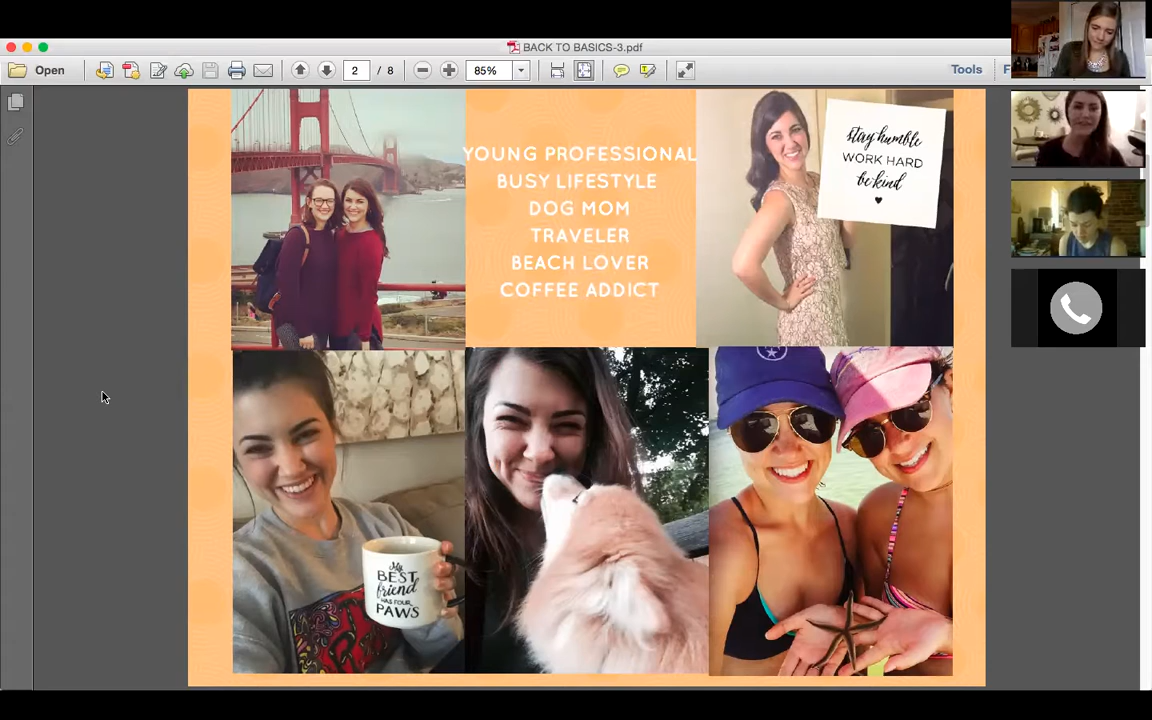 BACK TO BASICS-3.pdf
Open
2 / 8
85%
Tools
F
YOUNG PROFESSIONAL
BUSY LIFESTYLE
DOG MOM
TRAVELER
BEACH LOVER
COFFEE ADDICT
stay humble
WORK HARD
be kind
My
BEST
friend
HAS FOUR
PAWS